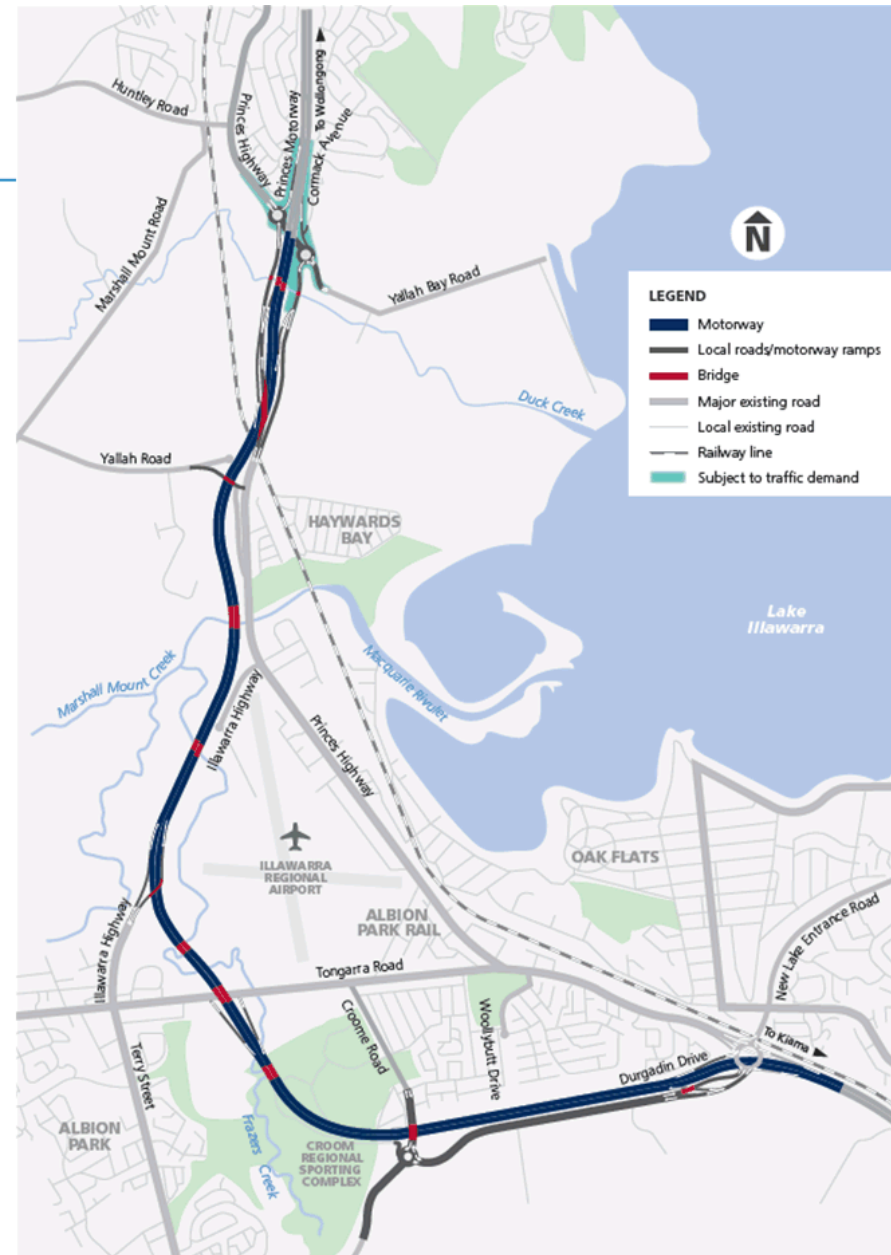 To Wollongong
Huntley Road
Princes Highway
Princes Motorway
Cormack Avenue
Marshall Mount Road
N
Yallah Bay Road
LEGEND
Motorway
Local roads/motorway ramps
Bridge
Major existing road
Local existing road
Railway line
Subject to traffic demand
Duck Creek
Yallah Road
HAYWARDS
BAY
Lake
Illawarra
Marshall Mount Creek
Macquarie Rivulet
Illawarra Highway
Princes Highway
ILLAWARRA
REGIONAL
AIRPORT
OAK FLATS
ALBION
PARK RAIL
Illawarra Highway
New Lake Entrance Road
Tongarra Road
Croome Road
Woollybutt Drive
Terry Street
To Kiama
Durgadin Drive
ALBION
PARK
Frazers Creek
CROOM
REGIONAL
SPORTING
COMPLEX